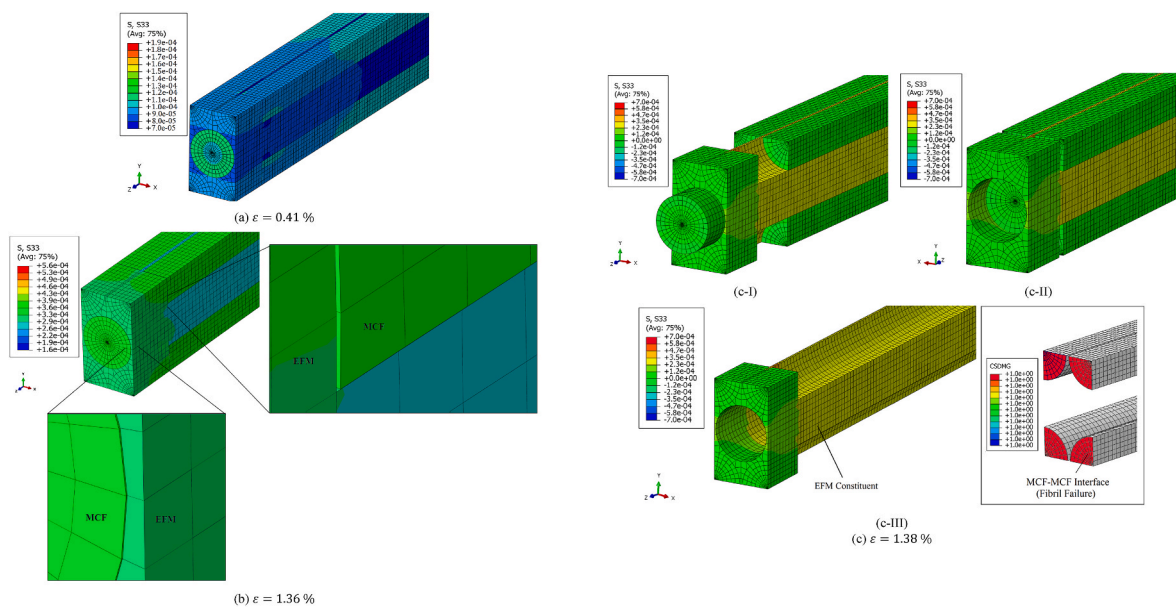 S, S33
(Avg: 75%)
+1.9e-04
+1.8e-04
+1.7e-04
+1.6e-04
+1.5e-04
+1.4e-04
+1.3e-04
+1.2e-04
+1.1e-04
+1.0e-04
+9.0e-05
+8.0e-05
+7.0e-05
Y
Z X
(a) ε = 0.41 %
S, S33
(Avg: 75%)
+5.6e-04
+5.3e-04
+4.9e-04
+4.6e-04
+4.3e-04
+3.9e-04
+3.6e-04
+3.3e-04
+2.9e-04
+2.6e-04
+2.2e-04
+1.9e-04
+1.6e-04
Y
Z X
MCF
EFM
MCF EFM
(b) ε = 1.36 %
S, S33
(Avg: 75%)
+7.0e-04
+5.8e-04
+4.7e-04
+3.5e-04
+2.3e-04
+1.2e-04
+0.0e+00
-1.2e-04
-2.3e-04
-3.5e-04
-4.7e-04
-5.8e-04
-7.0e-04
Y
Z X
(c-I)
S, S33
(Avg: 75%)
+7.0e-04
+5.8e-04
+4.7e-04
+3.5e-04
+2.3e-04
+1.2e-04
+0.0e+00
-1.2e-04
-2.3e-04
-3.5e-04
-4.7e-04
-5.8e-04
-7.0e-04
Y
X Z
(c-II)
S, S33
(Avg: 75%)
+7.0e-04
+5.8e-04
+4.7e-04
+3.5e-04
+2.3e-04
+1.2e-04
+0.0e+00
-1.2e-04
-2.3e-04
-3.5e-04
-4.7e-04
-5.8e-04
-7.0e-04
Y
Z X
EFM Constituent
CSDMG
+1.0e+00
+1.0e+00
+1.0e+00
+1.0e+00
+1.0e+00
+1.0e+00
+1.0e+00
+1.0e+00
+1.0e+00
+1.0e+00
+1.0e+00
+1.0e+00
+1.0e+00
MCF-MCF Interface
(Fibril Failure)
(c-III)
(c) ε = 1.38 %